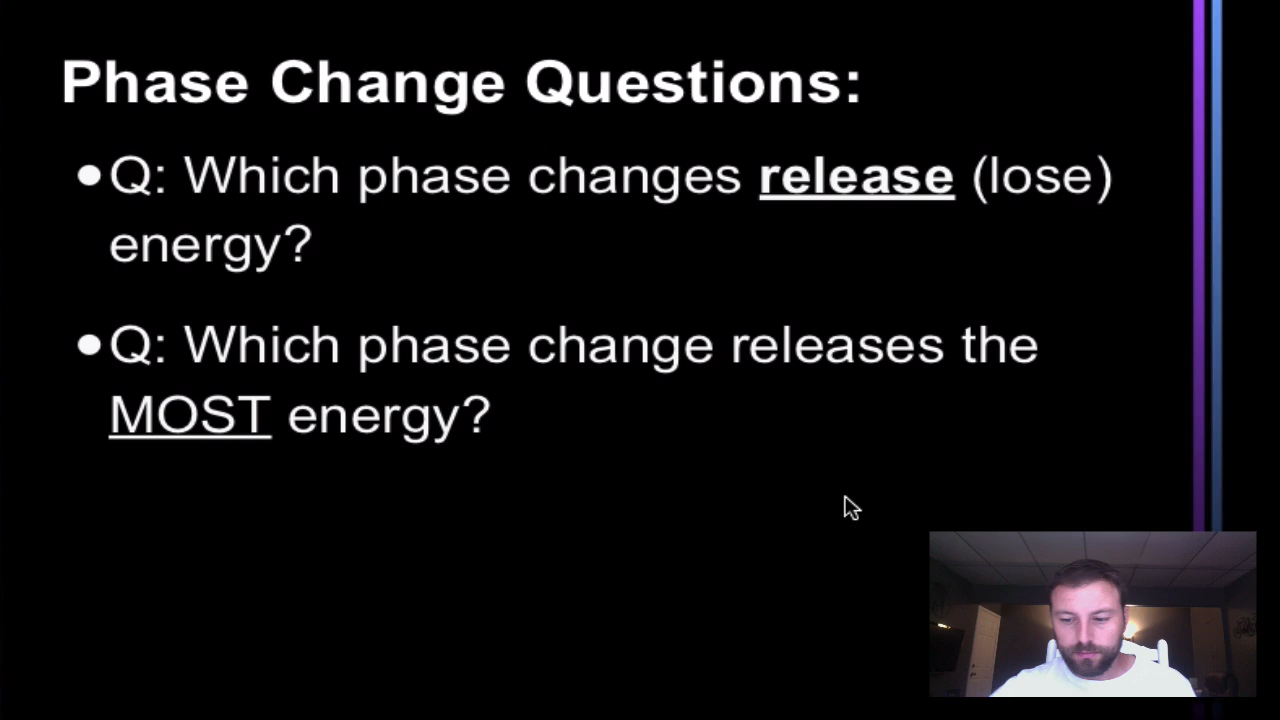 Phase Change Questions:
•Q: Which phase changes release (lose)
energy?
•Q: Which phase change releases the
MOST energy?